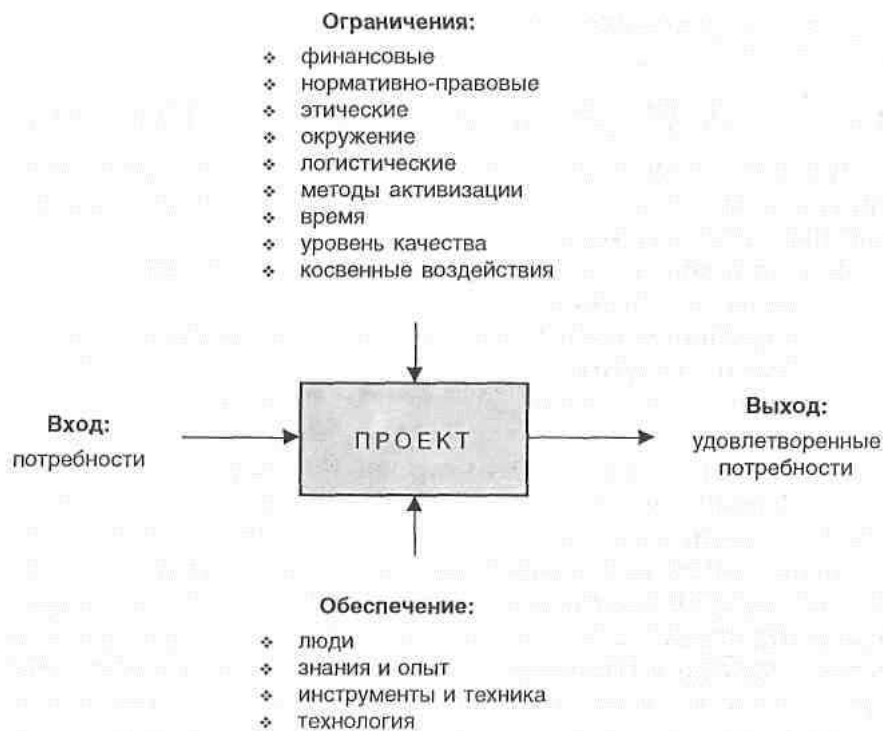 Ограничения:
❖ финансовые
❖ нормативно-правовые
❖ этические
❖ окружение
❖ логистические
❖ методы активизации
❖ время
❖ уровень качества
❖ косвенные воздействия
Вход:
потребности
ПРОЕКТ
Выход:
удовлетворенные
потребности
Обеспечение:
❖ люди
❖ знания и опыт
❖ инструменты и техника
❖ технология